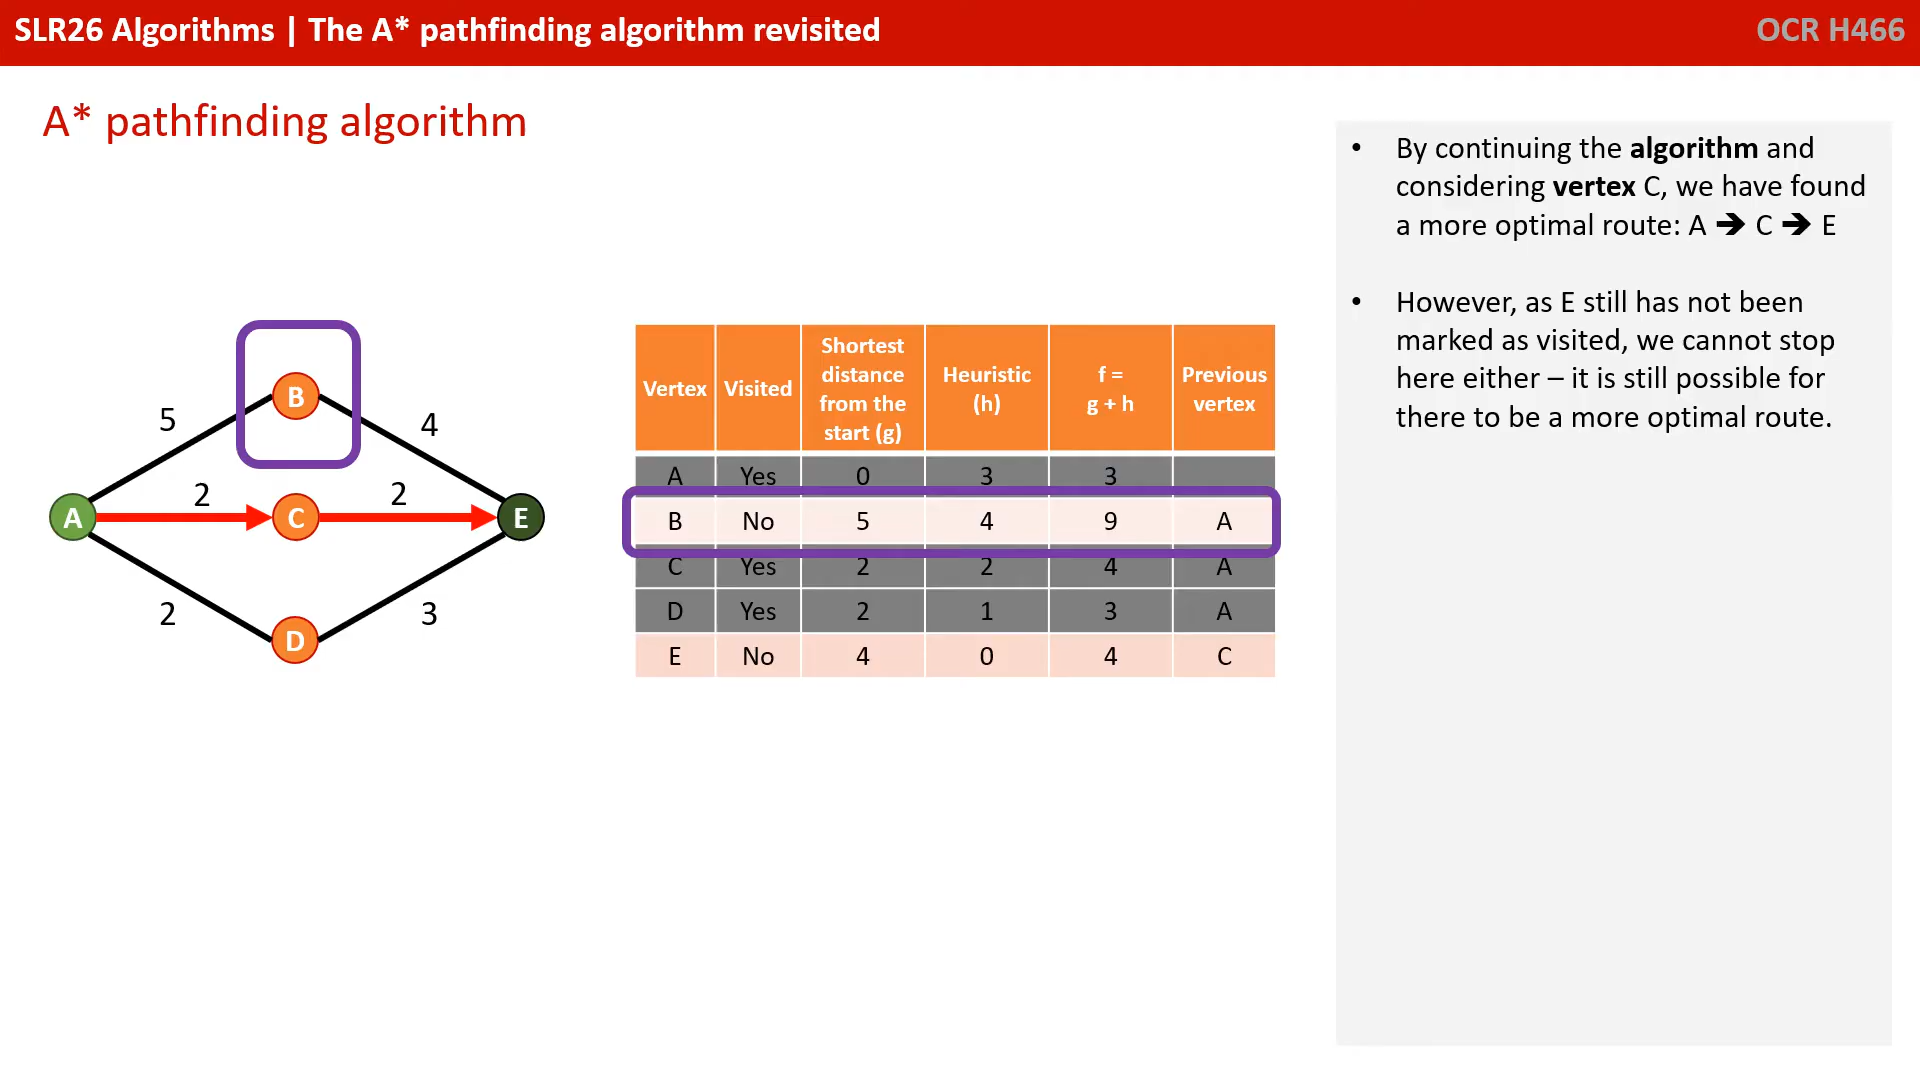 SLR26 Algorithms | The A* pathfinding algorithm revisited
OCR H466
A* pathfinding algorithm
• By continuing the algorithm and
considering vertex C, we have found
a more optimal route: A ➔ C ➔ E
• However, as E still has not been
marked as visited, we cannot stop
here either – it is still possible for
there to be a more optimal route.
B
5
4
2
2
A
C
E
2
3
D
Vertex Visited Shortest distance from the start (g) Heuristic (h) f = g + h Previous vertex
A Yes 0 3 3
B No 5 4 9 A
C Yes 2 2 4 A
D Yes 2 1 3 A
E No 4 0 4 C